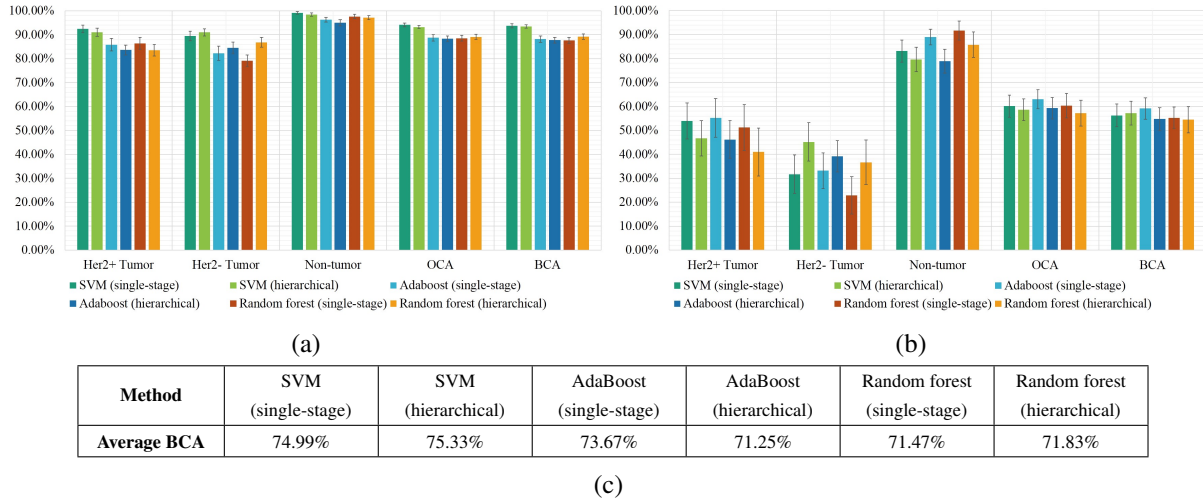 100.00%
90.00%
80.00%
70.00%
60.00%
50.00%
40.00%
30.00%
20.00%
10.00%
0.00%
Her2+ Tumor Her2- Tumor Non-tumor OCA BCA
SVM (single-stage) SVM (hierarchical) Adaboost (single-stage)
Adaboost (hierarchical) Random forest (single-stage) Random forest (hierarchical)
(a)
100.00%
90.00%
80.00%
70.00%
60.00%
50.00%
40.00%
30.00%
20.00%
10.00%
0.00%
Her2+ Tumor Her2- Tumor Non-tumor OCA BCA
SVM (single-stage) SVM (hierarchical) Adaboost (single-stage)
Adaboost (hierarchical) Random forest (single-stage) Random forest (hierarchical)
(b)
Method SVM (single-stage) SVM (hierarchical) AdaBoost (single-stage) AdaBoost (hierarchical) Random forest (single-stage) Random forest (hierarchical)
Average BCA 74.99% 75.33% 73.67% 71.25% 71.47% 71.83%
(c)